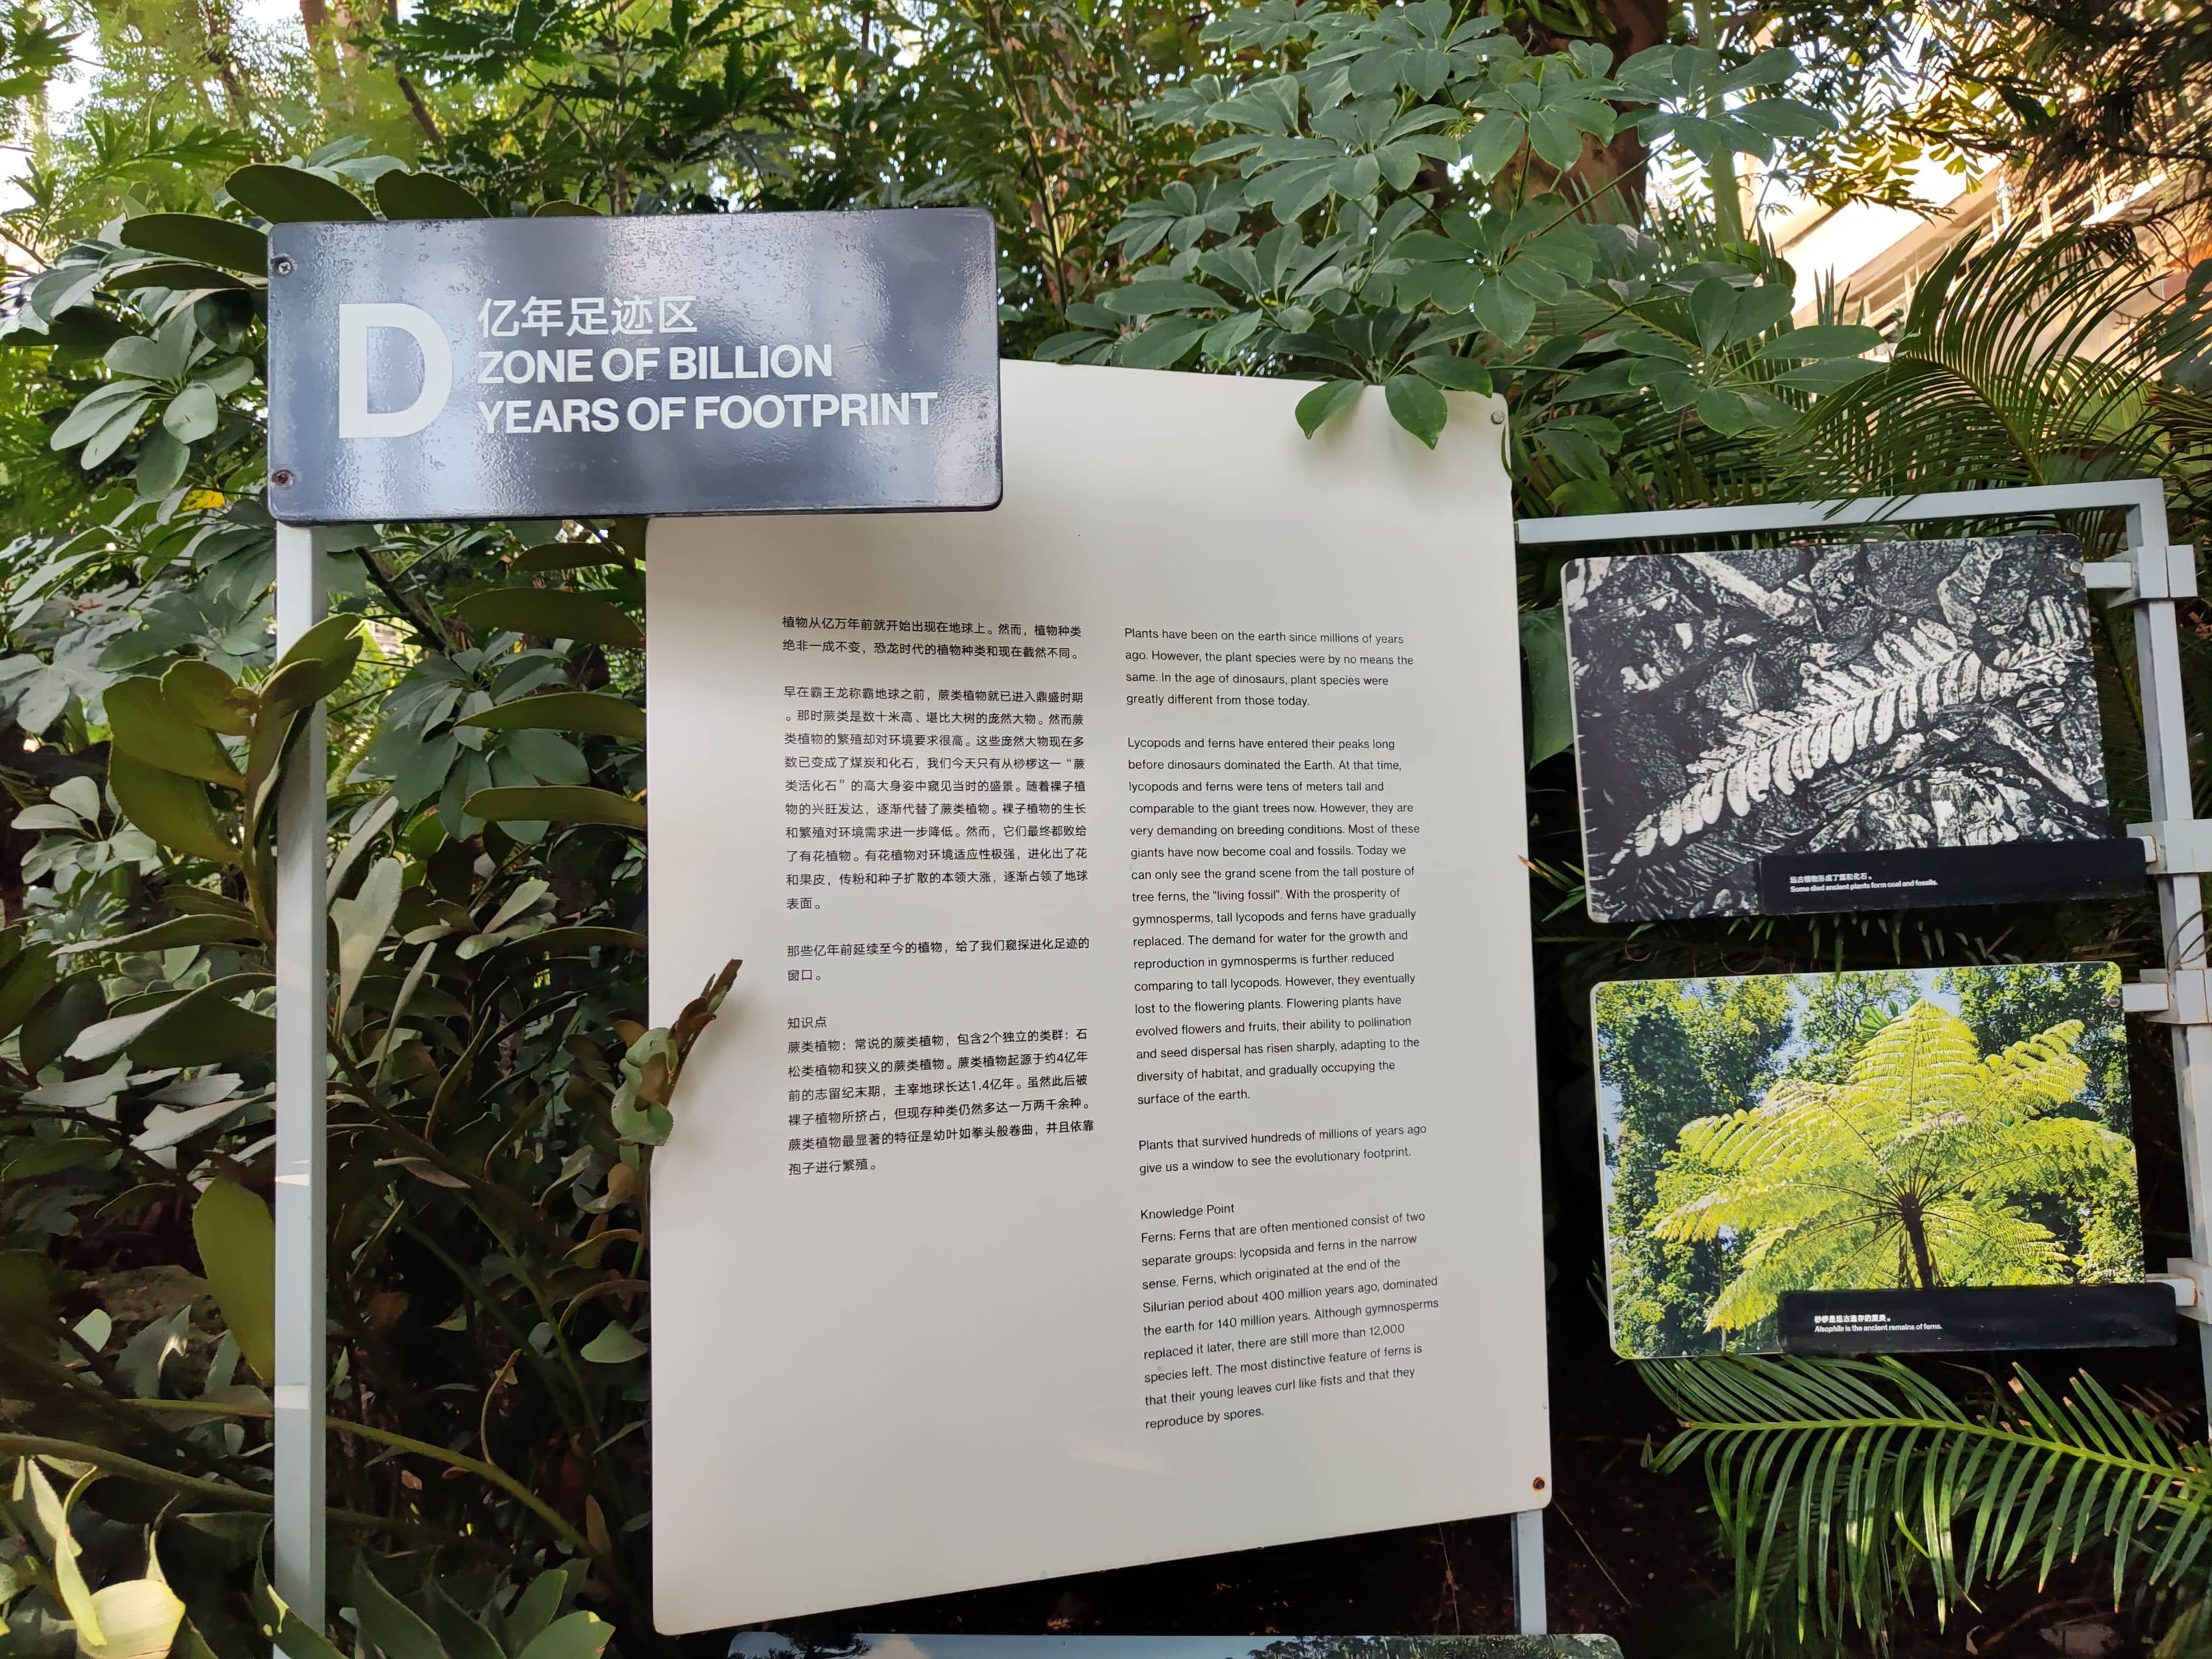 D
亿年足迹区
ZONE OF BILLION
YEARS OF FOOTPRINT
植物从亿万年前就开始出现在地球上。然而，植物种类
绝非一成不变，恐龙时代的植物种类和现在截然不同。
早在霸王龙称霸地球之前，蕨类植物就已进入鼎盛时期
。那时蕨类是数十米高、堪比大树的庞然大物。然而蕨
类植物的繁殖却对环境要求很高。这些庞然大物现在多
数已变成了煤炭和化石，我们今天只有从桫椤这一“蕨
类活化石”的高大身姿中窥见当时的盛景。随着裸子植
物的兴旺发达，逐渐代替了蕨类植物。裸子植物的生长
和繁殖对环境需求进一步降低。然而，它们最终都败给
了有花植物。有花植物对环境适应性极强，进化出了花
和果皮，传粉和种子扩散的本领大涨，逐渐占领了地球
表面。
那些亿年前延续至今的植物，给了我们窥探进化足迹的
窗口。
知识点
蕨类植物：常说的蕨类植物，包含2个独立的类群：石
松类植物和狭义的蕨类植物。蕨类植物起源于约4亿年
前的志留纪末期，主宰地球长达1.4亿年。虽然此后被
裸子植物所挤占，但现存种类仍然多达一万两千余种。
蕨类植物最显著的特征是幼叶如拳头般卷曲，并且依靠
孢子进行繁殖。
Plants have been on the earth since millions of years
ago. However, the plant species were by no means the
same. In the age of dinosaurs, plant species were
greatly different from those today.
Lycopods and ferns have entered their peaks long
before dinosaurs dominated the Earth. At that time,
lycopods and ferns were tens of meters tall and
comparable to the giant trees now. However, they are
very demanding on breeding conditions. Most of these
giants have now become coal and fossils. Today we
can only see the grand scene from the tall posture of
tree ferns, the "living fossil". With the prosperity of
gymnosperms, tall lycopods and ferns have gradually
replaced. The demand for water for the growth and
reproduction in gymnosperms is further reduced
comparing to tall lycopods. However, they eventually
lost to the flowering plants. Flowering plants have
evolved flowers and fruits, their ability to pollination
and seed dispersal has risen sharply, adapting to the
diversity of habitat, and gradually occupying the
surface of the earth.
Plants that survived hundreds of millions of years ago
give us a window to see the evolutionary footprint.
Knowledge Point
Ferns: Ferns that are often mentioned consist of two
separate groups: lycopsida and ferns in the narrow
sense. Ferns, which originated at the end of the
Silurian period about 400 million years ago, dominated
the earth for 140 million years. Although gymnosperms
replaced it later, there are still more than 12,000
species left. The most distinctive feature of ferns is
that their young leaves curl like fists and that they
reproduce by spores.
远古植物形成了煤和化石。
Some died ancient plants form coal and fossils.
桫椤是远古遗存的蕨类。
Alsophila is the ancient remains of ferns.